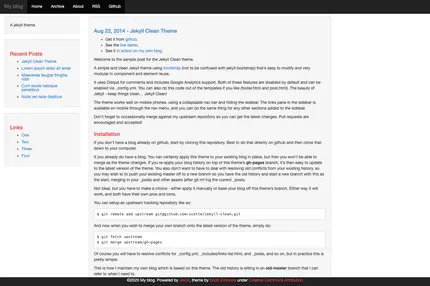 My blog Home Archive About RSS Github
A pretty clean theme
Recent Posts
Jekyll Clean Theme
Lorem ipsum dolor sit amet
Maecenas feugiat fringilla nibh
Cum sociis natoque penatibus
Nulla vel mots dapibus
Links
One
Two
Three
Four
Aug 22, 2014 - Jekyll Clean Theme
Get it from github.
See the live demo.
See it in action on my own blog.
Welcome to the sample post for the Jekyll Clean theme.
A simple and clean Jekyll theme using bootstrap (not to be confused with jekyll-bootstrap) that's easy to modify and very
modular in component and element reuse.
It uses Disqus for comments and includes Google Analytics support. Both of these features are disabled by default and can be
enabled via _config.yml. You can also rip this code out of the templates if you like (footer.html and post.html). The beauty of
Jekyll - keep things clean... Jekyll Clean!
The theme works well on mobile phones, using a collapsable nav bar and hiding the sidebar. The links pane in the sidebar is
available on mobile through the nav menu, and you can do the same thing for any other sections added to the
sidebar.
Don't forget to occassionally merge against my upstream repository so you can get the latest changes. Pull requests are
encouraged and accepted!
Installation
If you don't have a blog already on github, start by cloning this repository. Best to do that directly on github and then clone that
down to your computer.
If you already do have a blog, You can certainly apply this theme to your existing blog in place, but then you won't be able to
merge as the theme changes. If you re-apply your blog history on top of this theme's gh-pages branch, it's then easy to update
to the latest version of the theme. You also don't want to have to deal with resolving old conflicts from your existing history, so
you may wish to to push your existing master off to a new branch so you have the old history and start a new branch with this as
the start, merging in your _posts and other assets (after git rm'ing the current _posts.
Not ideal, but you have to make a choice - either apply it manually or base your blog off this theme's branch. Either way it will
work, and both have their own pros and cons.
You can setup an upstream tracking repository like so:
$ git remote add upstream git@github.com:scotte/jekyll-clean.git
And now when you wish to merge your own branch onto the latest version of the theme, simply do:
$ git fetch upstream
$ git merge upstream/gh-pages
Of course you will have to resolve conflicts for _config.yml, _includes/links-list.html, and _posts, and so on, but in practice this is
pretty simple.
This is how I maintain my own blog which is based on this theme. The old history is sitting in an old-master branch that I can
refer to when I need to.
©2020 My blog. Powered by Jekyll, theme by Scott Emmons under Creative Commons Attribution